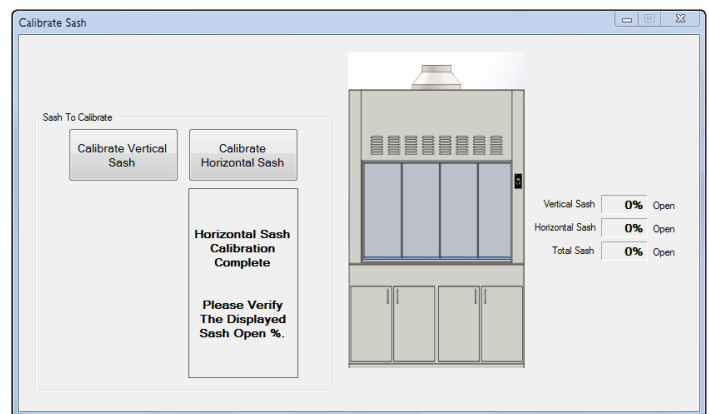 Calibrate Sash
Sash To Calibrate
Calibrate Vertical
Sash
Calibrate
Horizontal Sash
Horizontal Sash
Calibration
Complete
Please Verify
The Displayed
Sash Open %.
Vertical Sash 0% Open
Horizontal Sash 0% Open
Total Sash 0% Open